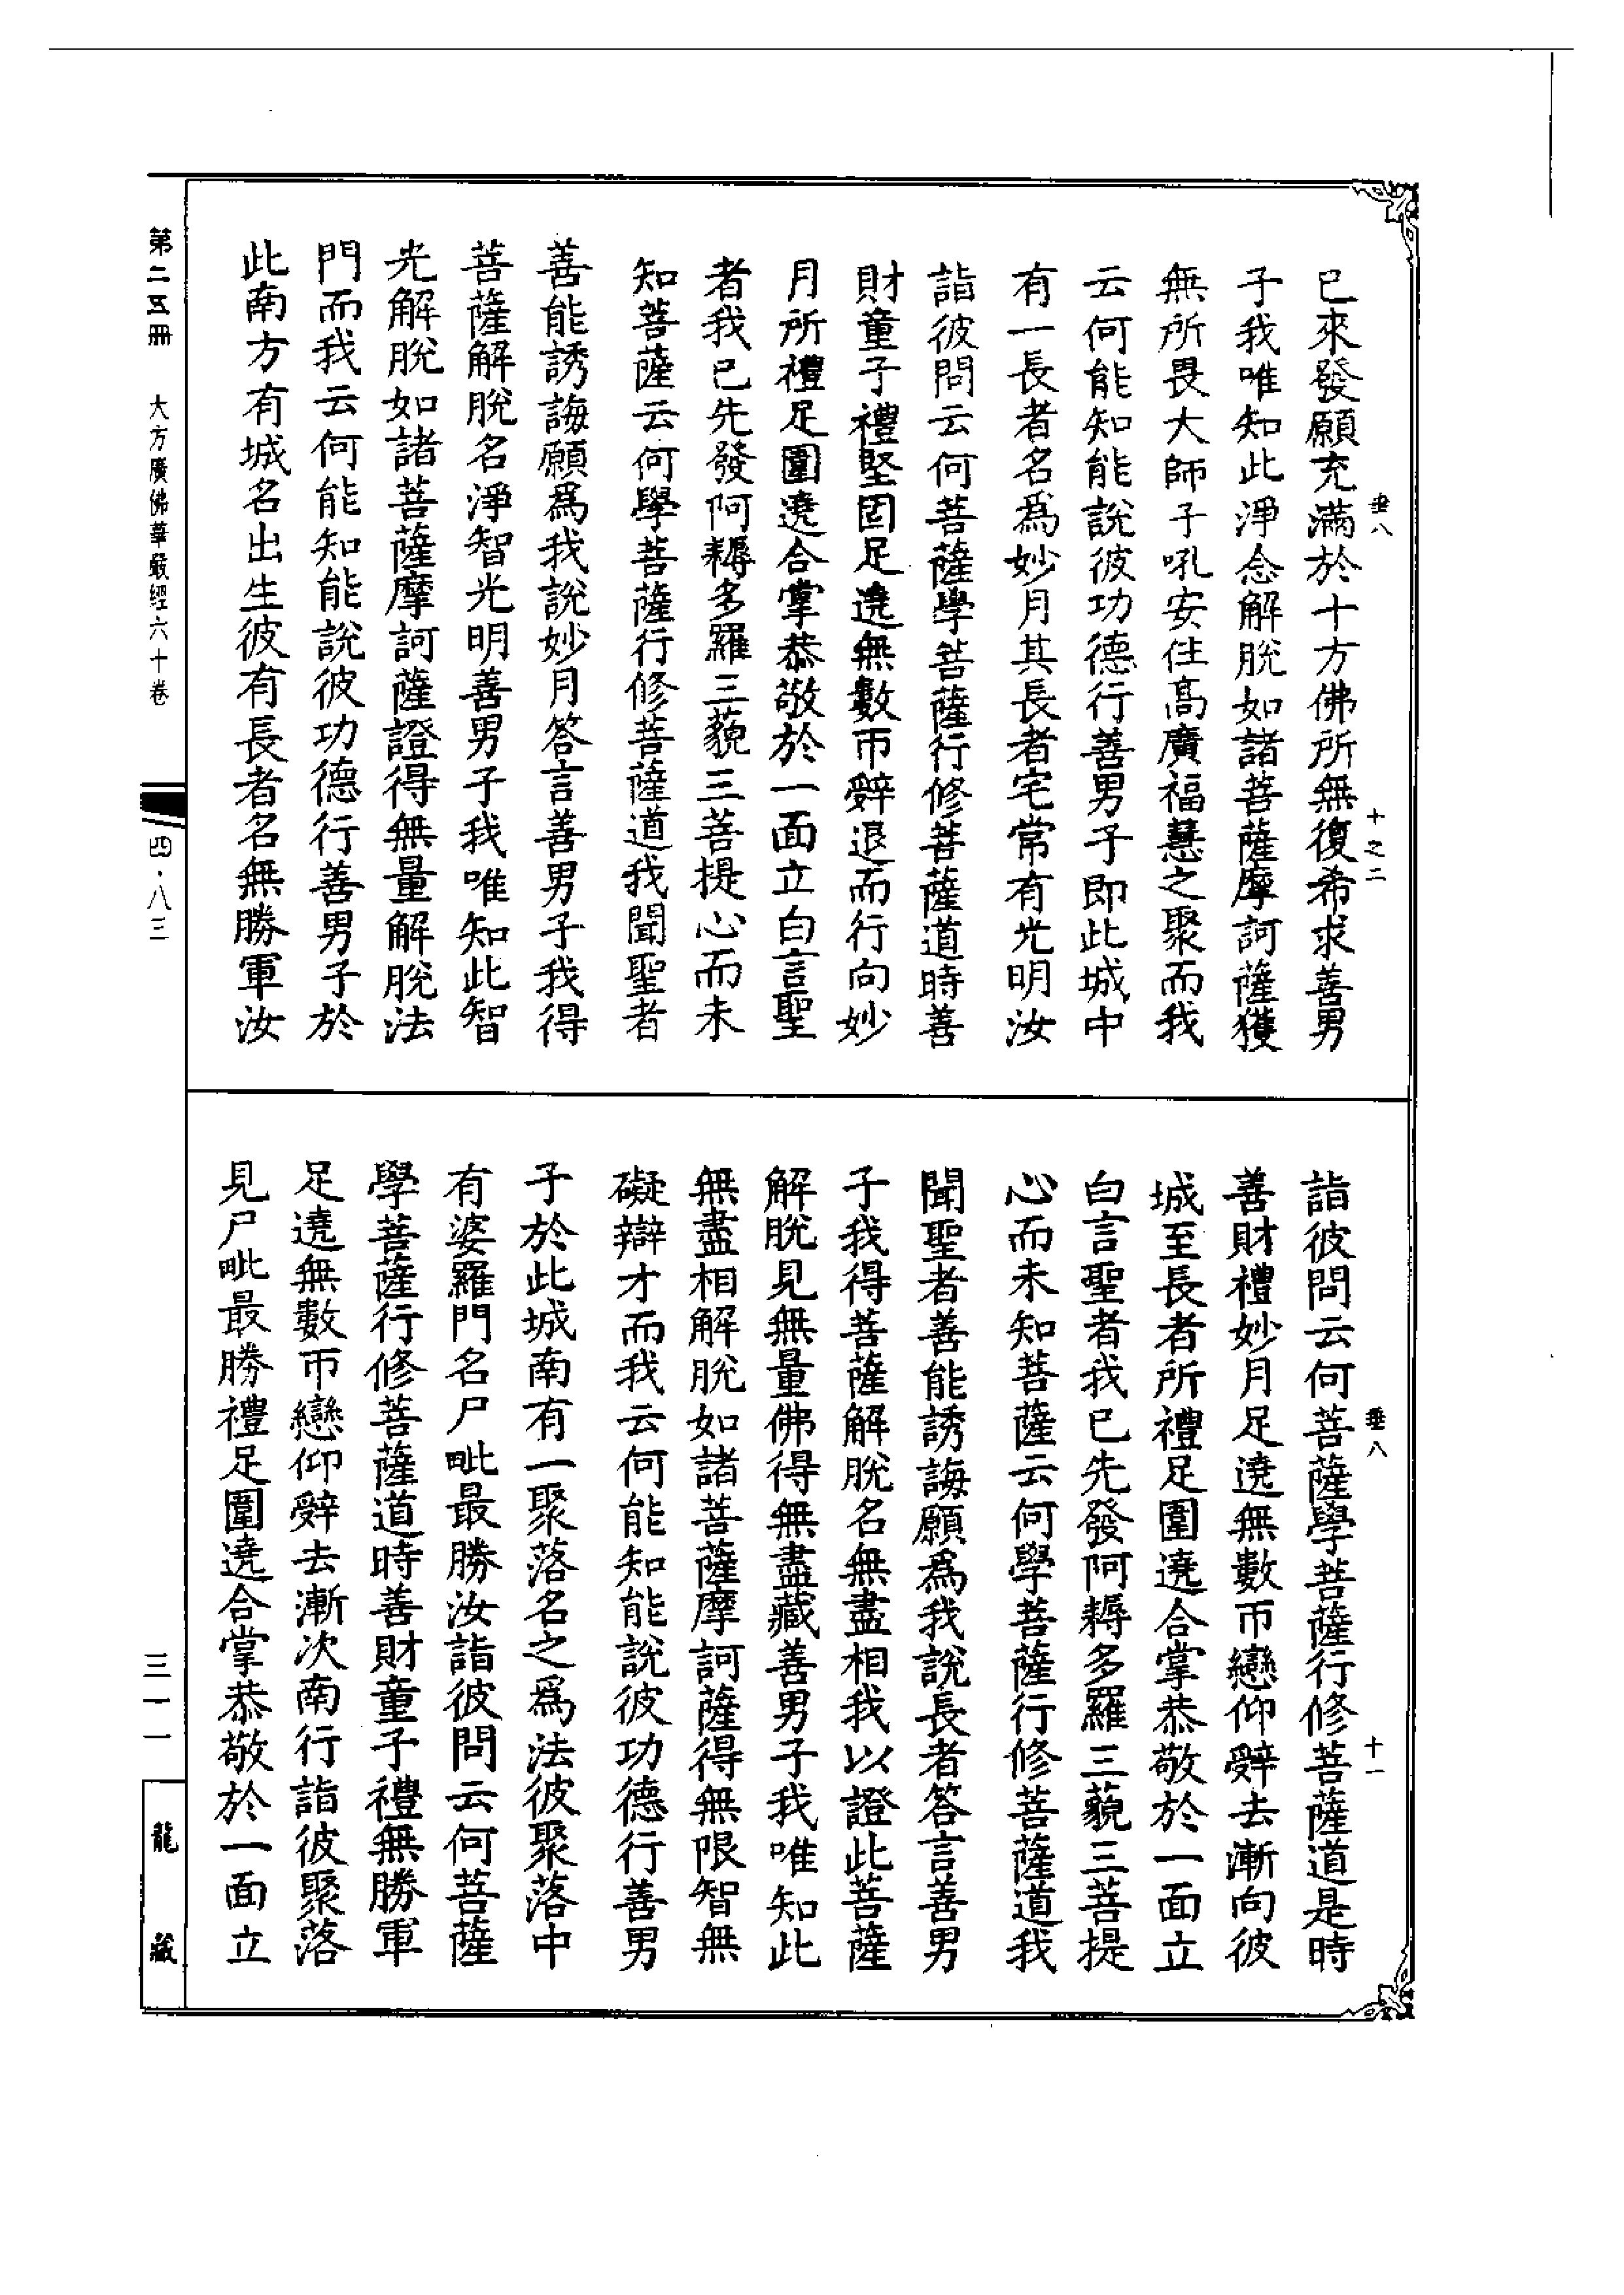 垂八
十之二
已來發願充滿於十方佛所無復希求善男
子我唯知此淨念解脫如諸菩薩摩訶薩獲
無所畏大師子吼安住高廣福慧之聚而我
云何能知能說彼功德行善男子即此城中
有一長者名為妙月其長者宅常有光明汝
詣彼問云何菩薩學菩薩行修菩薩道時善
財童子禮堅固足遶無數帀辭退而行向妙
月所禮足圍遶合掌恭敬於一面立白言聖
者我已先發阿耨多羅三藐三菩提心而未
知菩薩云何學菩薩行修菩薩道我聞聖者
善能誘誨願為我說妙月答言善男子我得
菩薩解脫名淨智光明善男子我唯知此智
光解脫如諸菩薩摩訶薩證得無量解脫法
門而我云何能知能說彼功德行善男子於
此南方有城名出生彼有長者名無勝軍汝
垂八
十一
詣彼問云何菩薩學菩薩行修菩薩道是時
善財禮妙月足遶無數帀戀仰辭去漸向彼
城至長者所禮足圍遶合掌恭敬於一面立
白言聖者我已先發阿耨多羅三藐三菩提
心而未知菩薩云何學菩薩行修菩薩道我
聞聖者善能誘誨願為我說長者答言善男
子我得菩薩解脫名無盡相我以證此菩薩
解脫見無量佛得無盡藏善男子我唯知此
無盡相解脫如諸菩薩摩訶薩得無限智無
礙辯才而我云何能知能說彼功德行善男
子於此城南有一聚落名之為法彼聚落中
有婆羅門名尸毗最勝汝詣彼問云何菩薩
學菩薩行修菩薩道時善財童子禮無勝軍
足遶無數帀戀仰辭去漸次南行詣彼聚落
見尸毗最勝禮足圍遶合掌恭敬於一面立
第二五冊　大方廣佛華嚴經六十卷
四·八三
三一一
龍藏